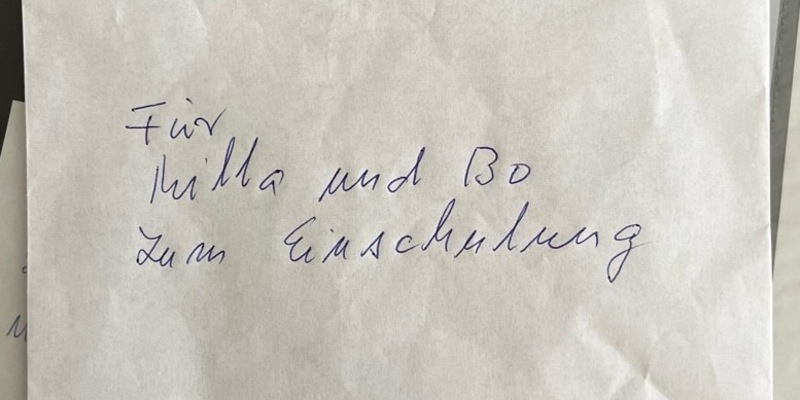 Für
Milla und Bo
zum Einschulung